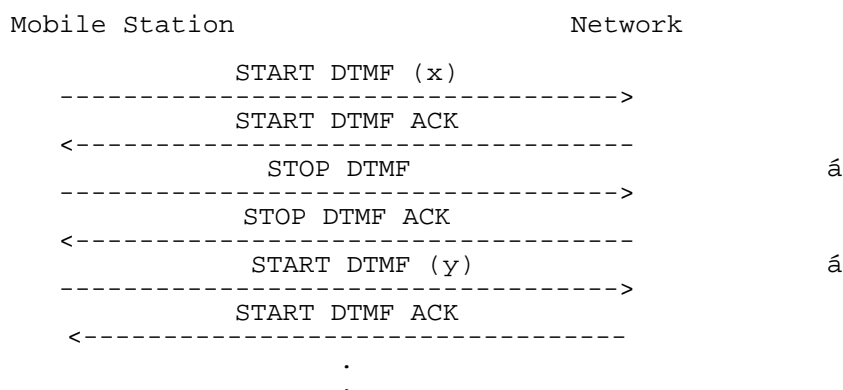 Mobile Station Network
START DTMF (x)
----------------------------------->
START DTMF ACK
<-----------------------------------
STOP DTMF á
----------------------------------->
STOP DTMF ACK
<-----------------------------------
START DTMF (y) á
----------------------------------->
START DTMF ACK
<----------------------------------
.
.